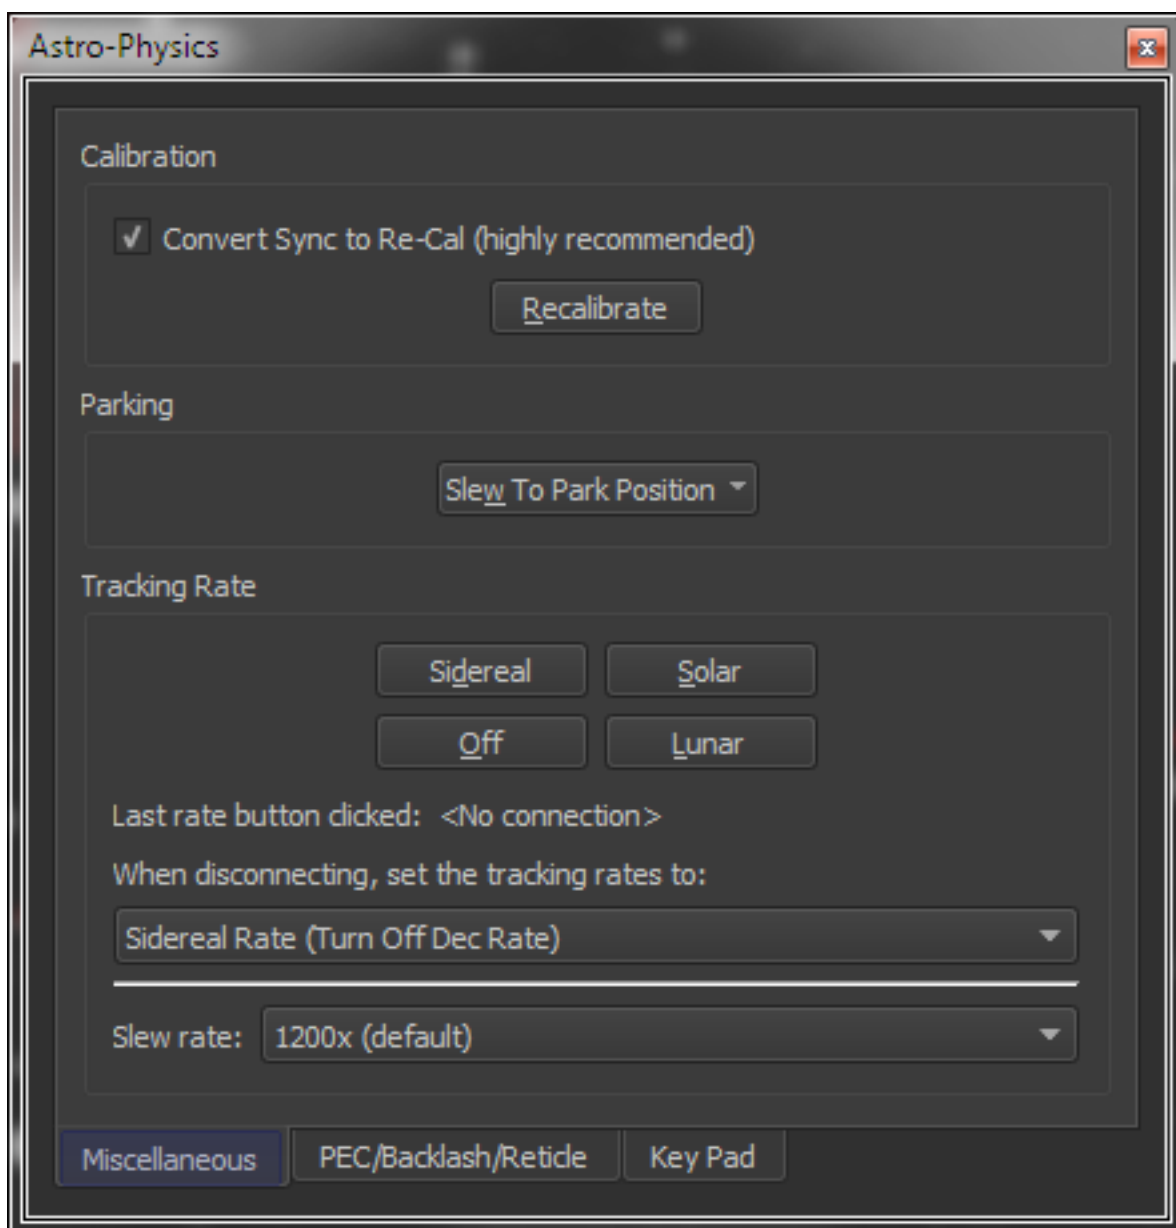 Astro-Physics
Calibration
Convert Sync to Re-Cal (highly recommended)
Recalibrate
Parking
Slew To Park Position
Tracking Rate
Sidereal Solar
Off Lunar
Last rate button clicked: <No connection>
When disconnecting, set the tracking rates to:
Sidereal Rate (Turn Off Dec Rate)
Slew rate: 1200x (default)
Miscellaneous PEC/Backlash/Reticle Key Pad